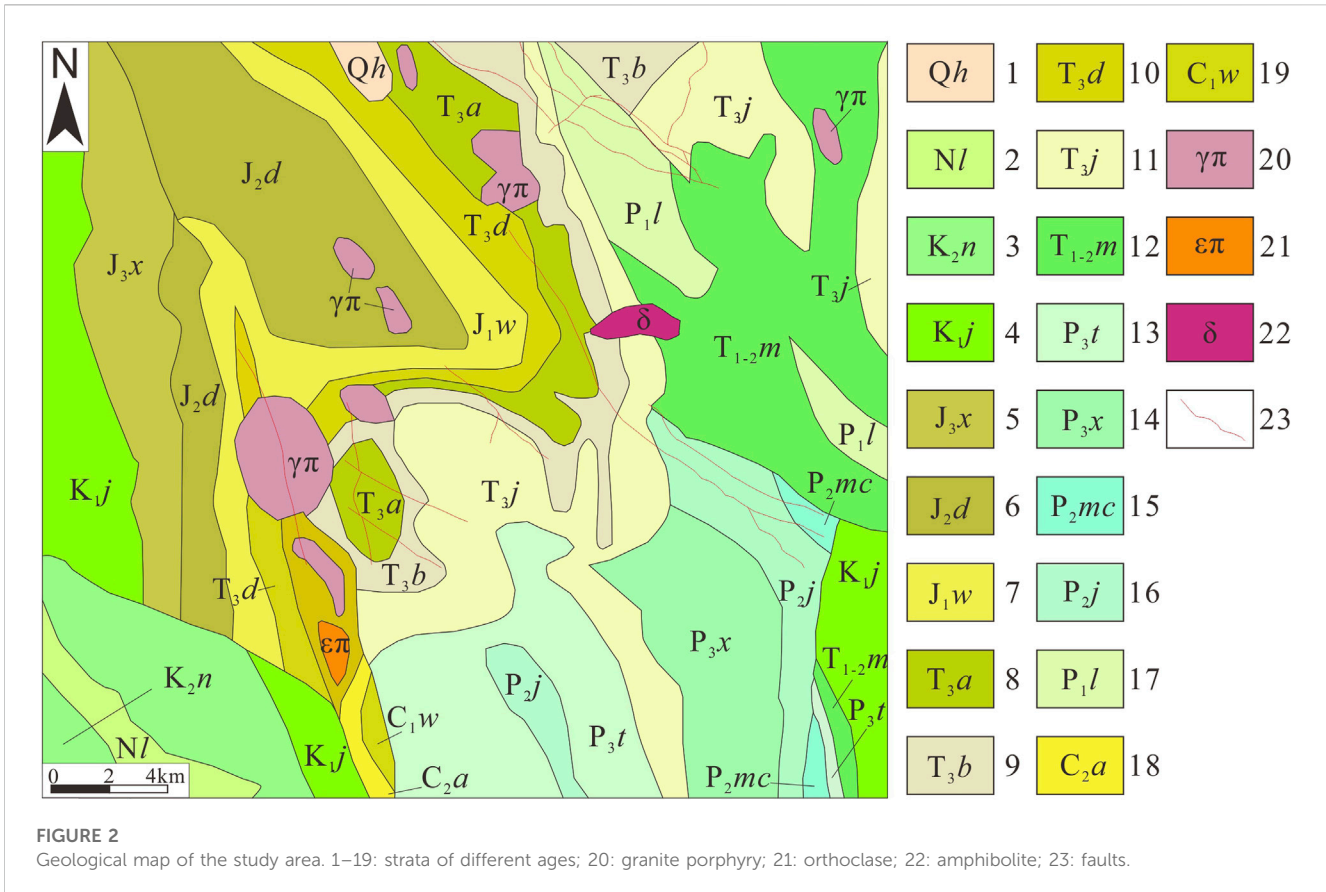 N
Qh
T₃a
T₃b
T₃j
γπ
J₂d
γπ
P₁l
T₃d
J₃x
γπ
T₃j
J₁w
δ
T₁₋₂m
J₂d
P₁l
γπ
K₁j
T₃a
T₃j
P₂mc
T₃d
T₃b
P₂j
K₁j
επ
P₃x
K₂n
P₂j
T₁₋₂m
C₁w
P₃t
P₃t
Nl
K₁j
C₂a
P₂mc
0 2 4km
Qh 1 T₃d 10 C₁w 19
Nl 2 T₃j 11 γπ 20
K₂n 3 T₁₋₂m 12 επ 21
K₁j 4 P₃t 13 δ 22
J₃x 5 P₃x 14 23
J₂d 6 P₂mc 15
J₁w 7 P₂j 16
T₃a 8 P₁l 17
T₃b 9 C₂a 18
FIGURE 2
Geological map of the study area. 1–19: strata of different ages; 20: granite porphyry; 21: orthoclase; 22: amphibolite; 23: faults.